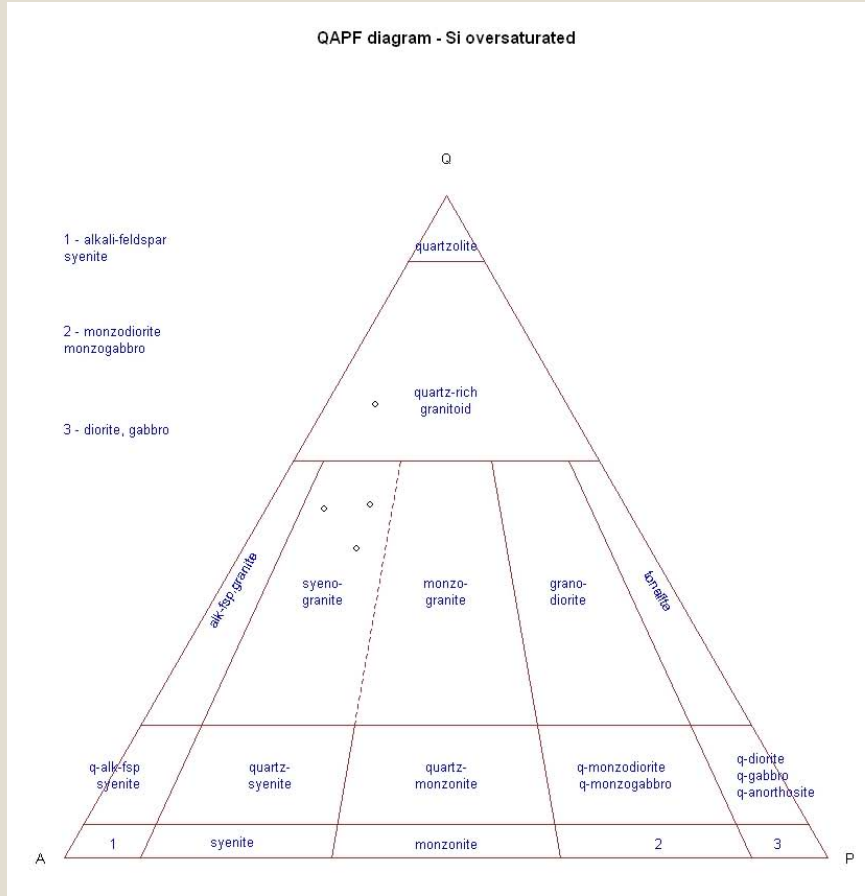 QAPF diagram - Si oversaturated
Q
1 - alkali-feldspar
syenite
quartzolite
2 - monzodiorite
monzogabbro
quartz-rich
granitoid
3 - diorite, gabbro
alk-fsp.granite
syeno-
granite
monzo-
granite
grano-
diorite
tonalite
q-alk-fsp
syenite
quartz-
syenite
quartz-
monzonite
q-monzodiorite
q-monzogabbro
q-diorite
q-gabbro
q-anorthosite
A
1
syenite
monzonite
2
3
P